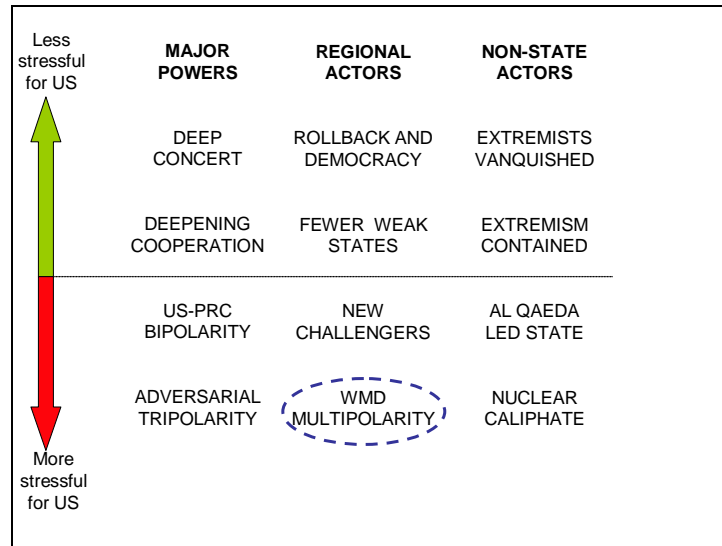 Less
stressful
for US
MAJOR
POWERS
REGIONAL
ACTORS
NON-STATE
ACTORS
DEEP
CONCERT
ROLLBACK AND
DEMOCRACY
EXTREMISTS
VANQUISHED
DEEPENING
COOPERATION
FEWER WEAK
STATES
EXTREMISM
CONTAINED
US-PRC
BIPOLARITY
NEW
CHALLENGERS
AL QAEDA
LED STATE
ADVERSARIAL
TRIPOLARITY
WMD
MULTIPOLARITY
NUCLEAR
CALIPHATE
More
stressful
for US